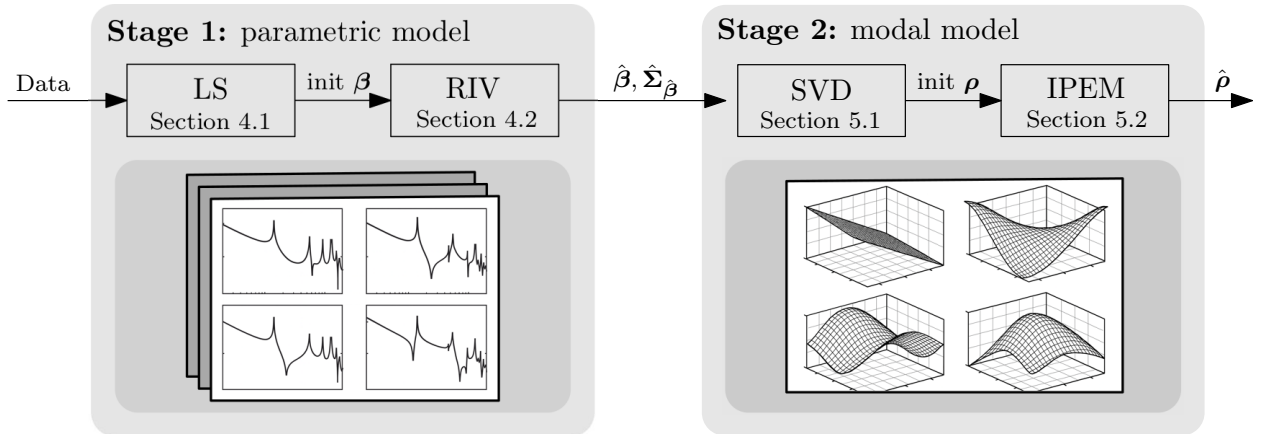 Stage 1: parametric model
Data
LS
Section 4.1
init β
RIV
Section 4.2
β̂, Σ̂_β̂
Stage 2: modal model
SVD
Section 5.1
init ρ
IPEM
Section 5.2
ρ̂